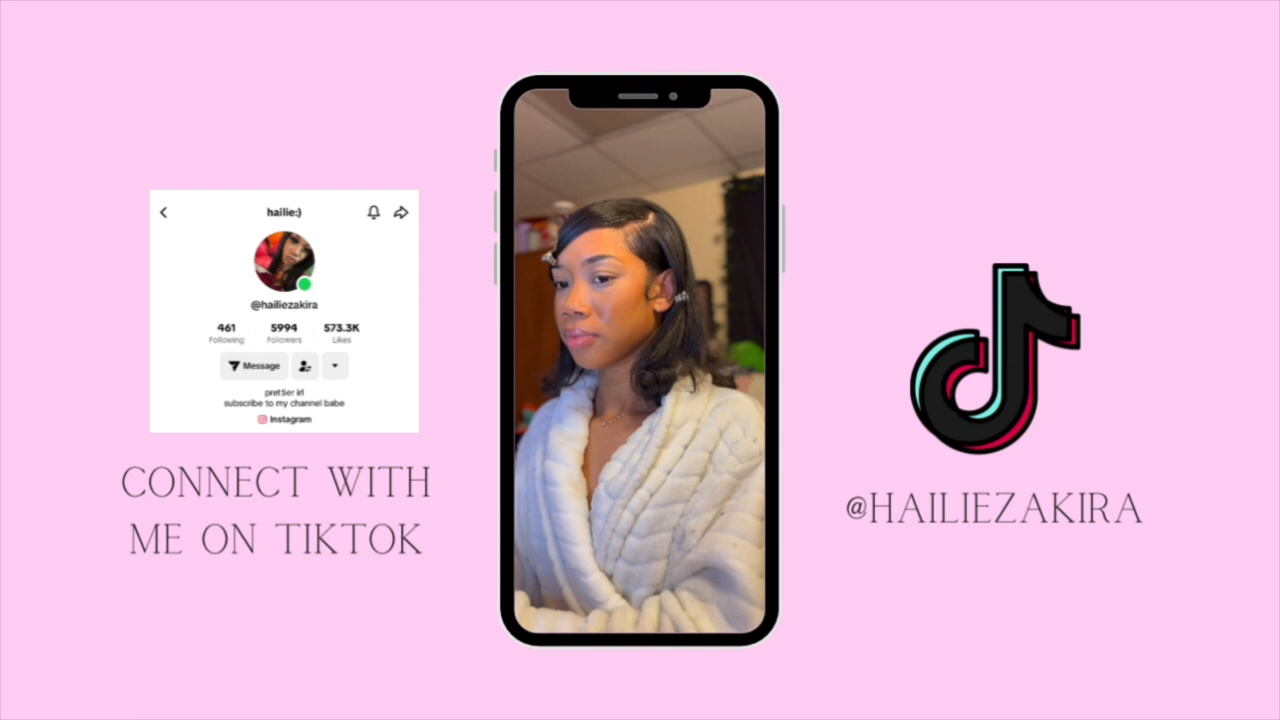 hailie:)
@hailiezakira
461 5994 573.3K
Following Followers Likes
Message
prettier irl
subscribe to my channel babe
Instagram
CONNECT WITH
ME ON TIKTOK
@HAILIEZAKIRA